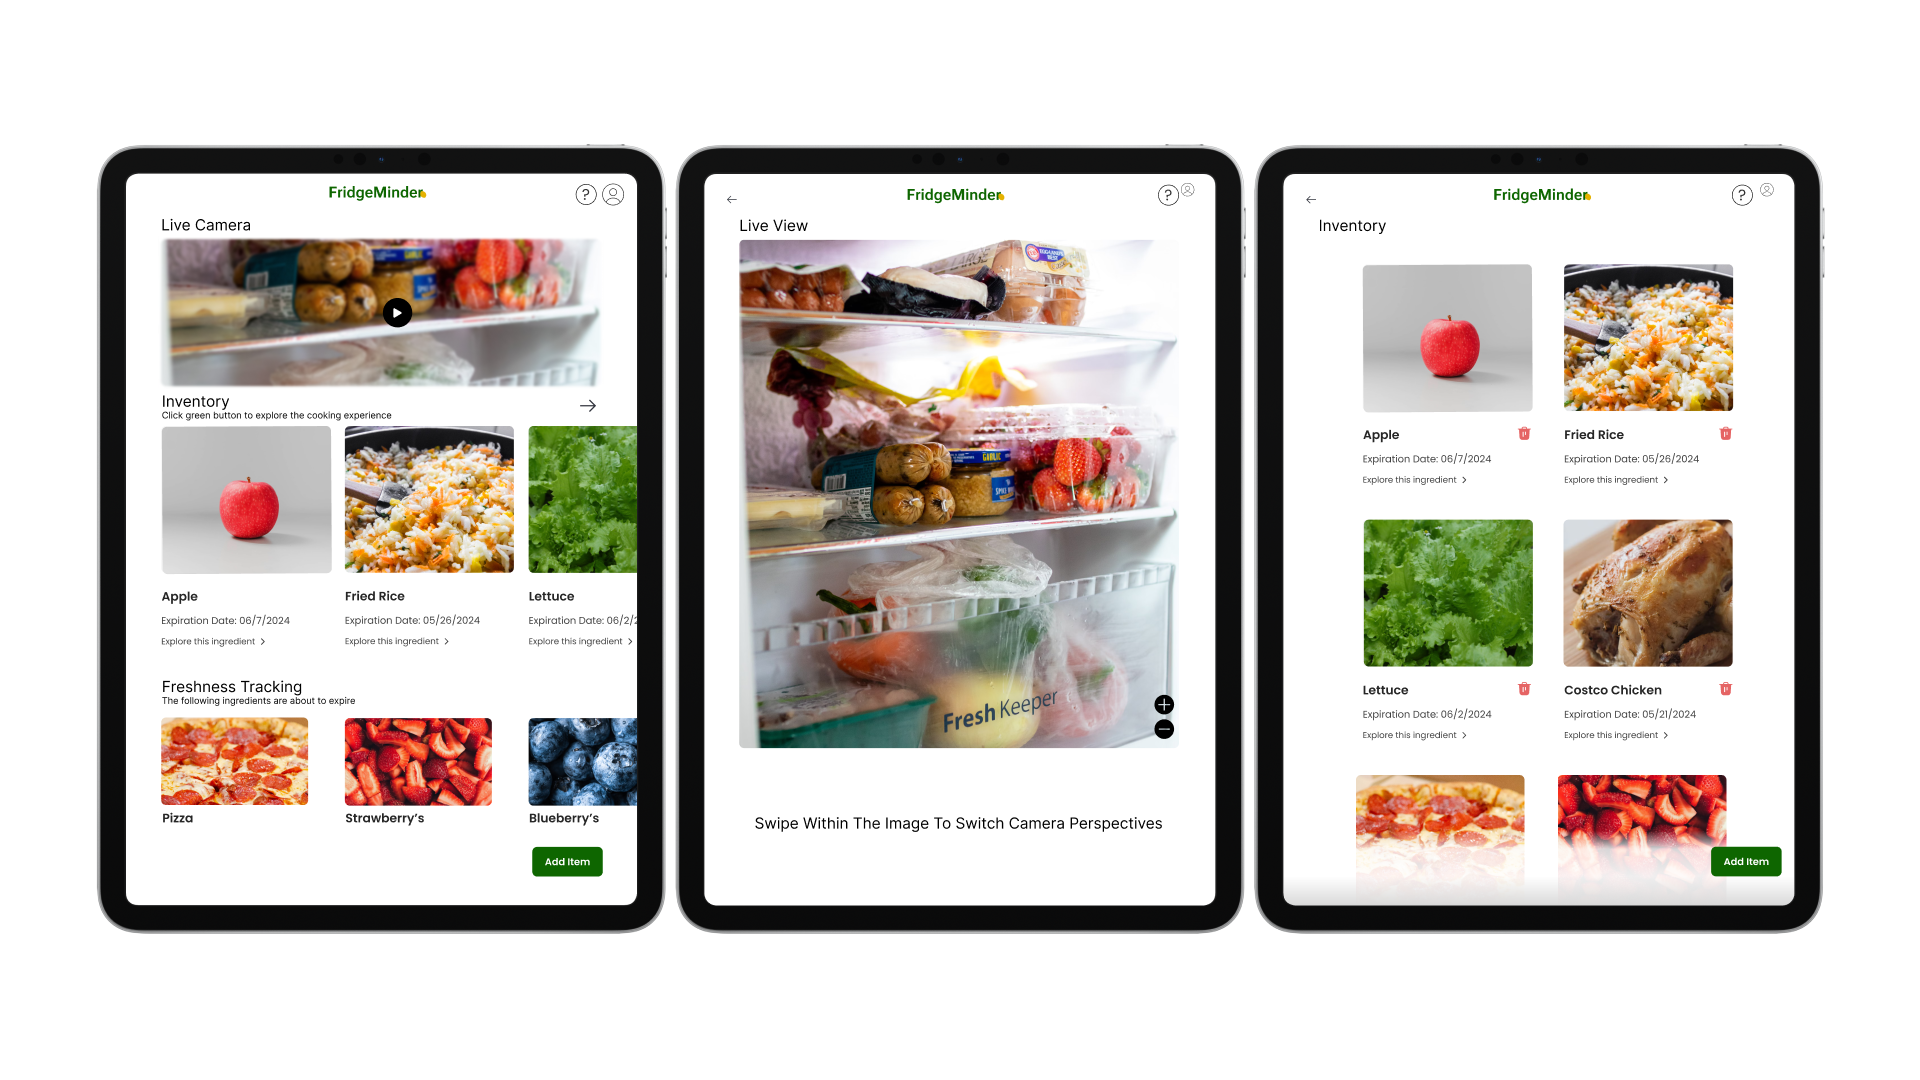 FridgeMinder
?
Live Camera
Inventory
Click green button to explore the cooking experience
Apple
Fried Rice
Lettuce
Expiration Date: 06/7/2024
Expiration Date: 05/26/2024
Expiration Date: 06/2/2
Explore this ingredient >
Explore this ingredient >
Explore this ingredient >
Freshness Tracking
The following ingredients are about to expire
Pizza
Strawberry's
Blueberry's
Add Item
←
FridgeMinder
?
Live View
GARLIC
Fresh Keeper
Swipe Within The Image To Switch Camera Perspectives
←
FridgeMinder
?
Inventory
Apple
Fried Rice
Expiration Date: 06/7/2024
Expiration Date: 05/26/2024
Explore this ingredient >
Explore this ingredient >
Lettuce
Costco Chicken
Expiration Date: 06/2/2024
Expiration Date: 05/21/2024
Explore this ingredient >
Explore this ingredient >
Add Item